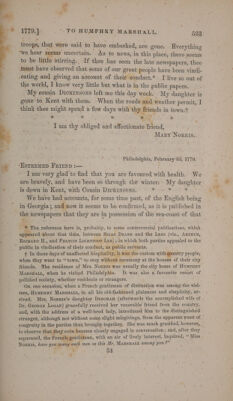 1779.] TO HUMPHRY MARSHALL. 533
troops, that were said to have embarked, are gone. Everything
we hear seems uncertain. As to news, in this place, there seems
to be little stirring. If thee has seen the late newspapers, thee
must have observed that some of our great people have been vindi-
cating and giving an account of their conduct.* I live so out of
the world, I know very little but what is in the public papers.
My cousin DICKENSONS left me this day week. My daughter is
gone to Kent with them. When the roads and weather permit, I
think they might spend a few days with thy friends in town.†
* * * * * *
I am thy obliged and affectionate friend,
MARY NORRIS.
Philadelphia, February 6d, 1779.
ESTEEMED FRIEND:—
I am very glad to find that you are favoured with health. We
are bravely, and have been so through the winter. My daughter
is down in Kent, with Cousin DICKENSONS. * *
We have had accounts, for some time past, of the English being
in Georgia; and now it seems to be confirmed, as it is published in
the newspapers that they are in possession of the sea-coast of that
* The reference here is, probably, to some controversial publications, which
appeared about that time, between SILAS DEANE and the LEES (viz., ARTHUR,
RICHARD H., and FRANCIS LIGHTFOOT LEE); in which both parties appealed to the
public in vindication of their conduct, as public servants.
† In those days of unaffected hospitality, it was the custom with country people,
when they went to “town,” to stay without ceremony at the houses of their city
friends. The residence of Mrs. NORRIS was usually the city home of HUMPHRY
MARSHALL, when he visited Philadelphia. It was also a favourite resort of
polished society, whether resident in or visiting the city.
On one occasion, when a French gentleman of distinction was among the visi-
tors, HUMPHRY MARSHALL, in all his old-fashioned plainness and simplicity, ar-
rived. Mrs. NORRIS's daughter DEBORAH (afterwards the accomplished wife of
Dr. GEORGE LOGAN) gracefully received her venerable friend from the country,
and, with the address of a well-bred lady, introduced him to the distinguished
stranger, although not without some slight misgivings, from the apparent want of
congruity in the parties thus brought together. She was much gratified, however,
to observe that they soon became closely engaged in conversation: and, after they
separated, the French gentleman, with an air of lively interest, inquired, “Miss
NORRIS, have you many such men as this Mr. MARSHALL among you?”
34